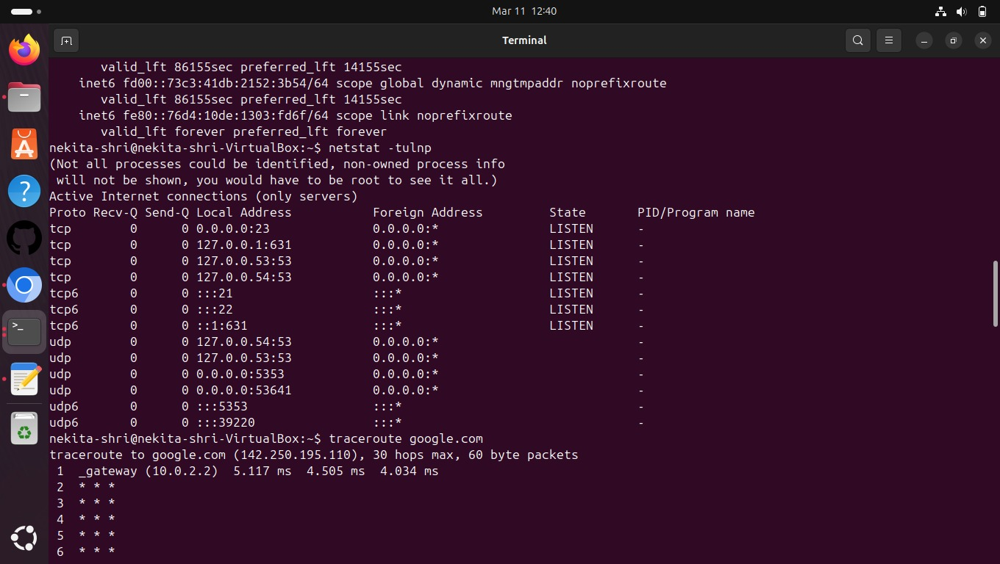 Mar 11 12:40
Terminal
valid_lft 86155sec preferred_lft 14155sec
inet6 fd00::73c3:41db:2152:3b54/64 scope global dynamic mngtmpaddr noprefixroute
valid_lft 86155sec preferred_lft 14155sec
inet6 fe80::76d4:10de:1303:fd6f/64 scope link noprefixroute
valid_lft forever preferred_lft forever
nekita-shri@nekita-shri-VirtualBox:~$ netstat -tulnp
(Not all processes could be identified, non-owned process info
will not be shown, you would have to be root to see it all.)
Active Internet connections (only servers)
Proto Recv-Q Send-Q Local Address Foreign Address State PID/Program name
tcp 0 0 0.0.0.0:23 0.0.0.0:* LISTEN -
tcp 0 0 127.0.0.1:631 0.0.0.0:* LISTEN -
tcp 0 0 127.0.0.53:53 0.0.0.0:* LISTEN -
tcp 0 0 127.0.0.54:53 0.0.0.0:* LISTEN -
tcp6 0 0 :::21 :::* LISTEN -
tcp6 0 0 :::22 :::* LISTEN -
tcp6 0 0 ::1:631 :::* LISTEN -
udp 0 0 127.0.0.54:53 0.0.0.0:* -
udp 0 0 127.0.0.53:53 0.0.0.0:* -
udp 0 0 0.0.0.0:5353 0.0.0.0:* -
udp 0 0 0.0.0.0:53641 0.0.0.0:* -
udp6 0 0 :::5353 :::* -
udp6 0 0 :::39220 :::* -
nekita-shri@nekita-shri-VirtualBox:~$ traceroute google.com
traceroute to google.com (142.250.195.110), 30 hops max, 60 byte packets
1 _gateway (10.0.2.2) 5.117 ms 4.505 ms 4.034 ms
2 * * *
3 * * *
4 * * *
5 * * *
6 * * *